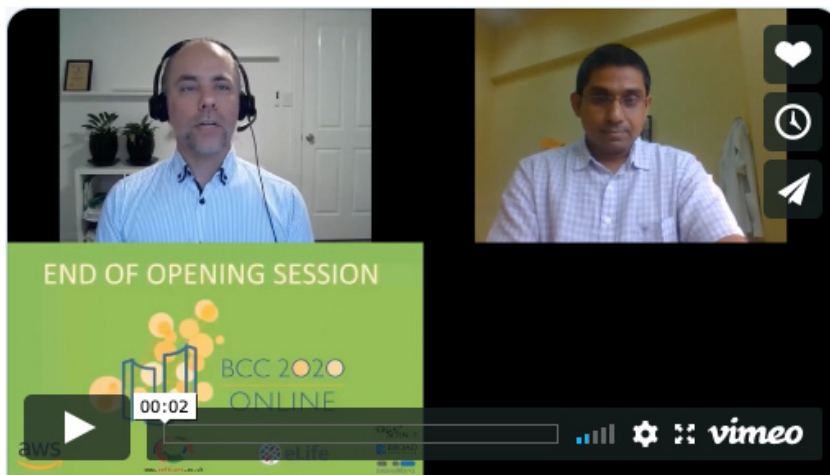 END OF OPENING SESSION
BCC 2020
ONLINE
00:02
vimeo
aws
eLife